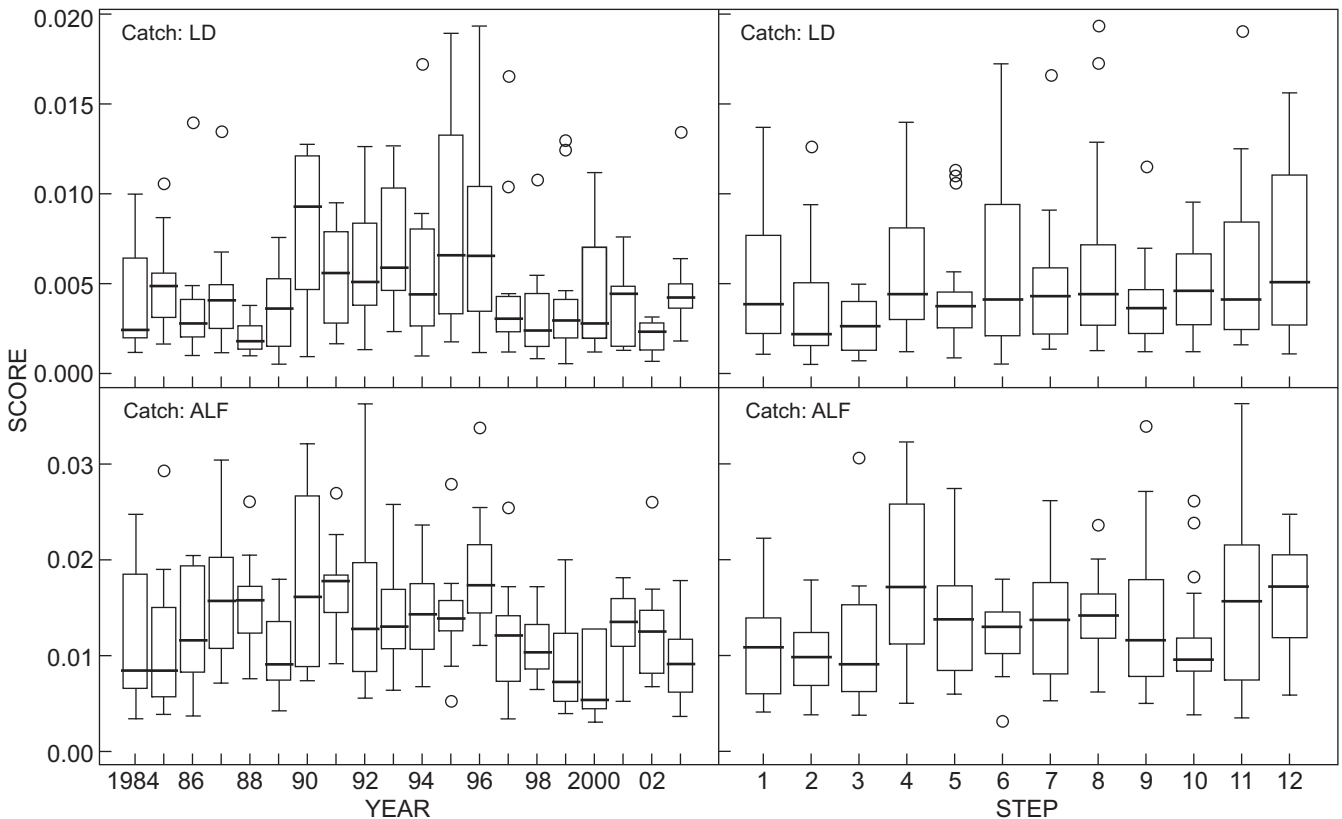 Catch: LD
Catch: LD
0.020
0.015
0.010
0.005
0.000
SCORE
Catch: ALF
Catch: ALF
0.03
0.02
0.01
0.00
1984 86 88 90 92 94 96 98 2000 02
1 2 3 4 5 6 7 8 9 10 11 12
YEAR
STEP